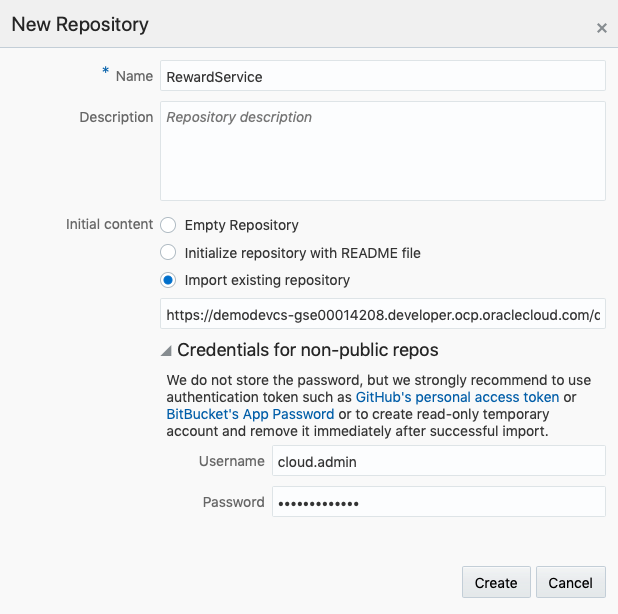 New Repository
×
* Name RewardService
Description Repository description
Initial content Empty Repository
Initialize repository with README file
Import existing repository
https://demodevcs-gse00014208.developer.ocp.oraclecloud.com/
Credentials for non-public repos
We do not store the password, but we strongly recommend to use
authentication token such as GitHub's personal access token or
BitBucket's App Password or to create read-only temporary
account and remove it immediately after successful import.
Username cloud.admin
Password •••••••••••••
Create Cancel